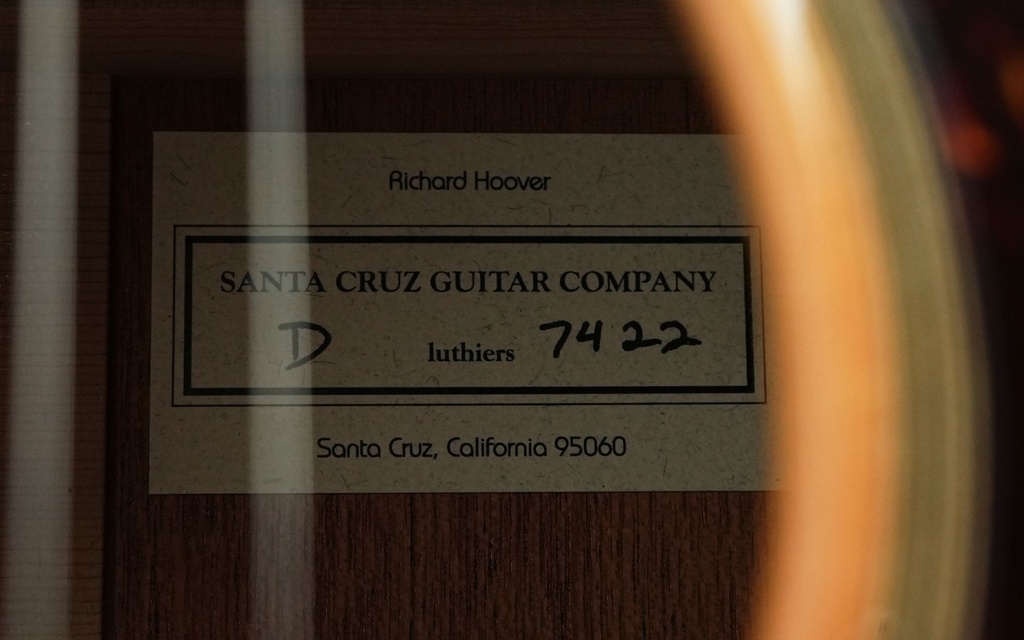 Richard Hoover
SANTA CRUZ GUITAR COMPANY
D luthiers 7422
Santa Cruz, California 95060